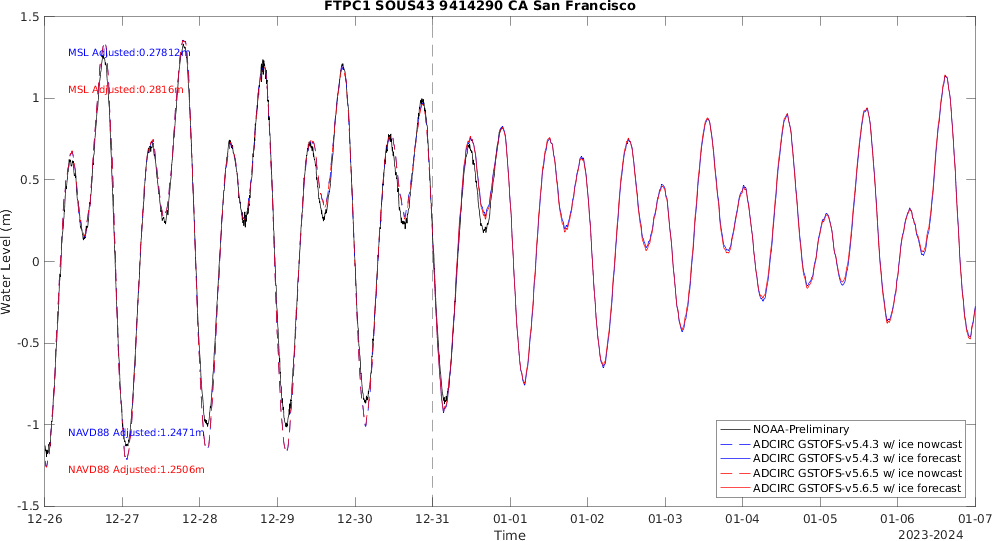 FTPC1 SOUS43 9414290 CA San Francisco
1.5
1
0.5
0
-0.5
-1
-1.5
Water Level (m)
MSL Adjusted:0.27812m
MSL Adjusted:0.2816m
NAVD88 Adjusted:1.2471m
NAVD88 Adjusted:1.2506m
NOAA-Preliminary
ADCIRC GSTOFS-v5.4.3 w/ ice nowcast
ADCIRC GSTOFS-v5.4.3 w/ ice forecast
ADCIRC GSTOFS-v5.6.5 w/ ice nowcast
ADCIRC GSTOFS-v5.6.5 w/ ice forecast
12-26 12-27 12-28 12-29 12-30 12-31 01-01 01-02 01-03 01-04 01-05 01-06 01-07
Time
2023-2024